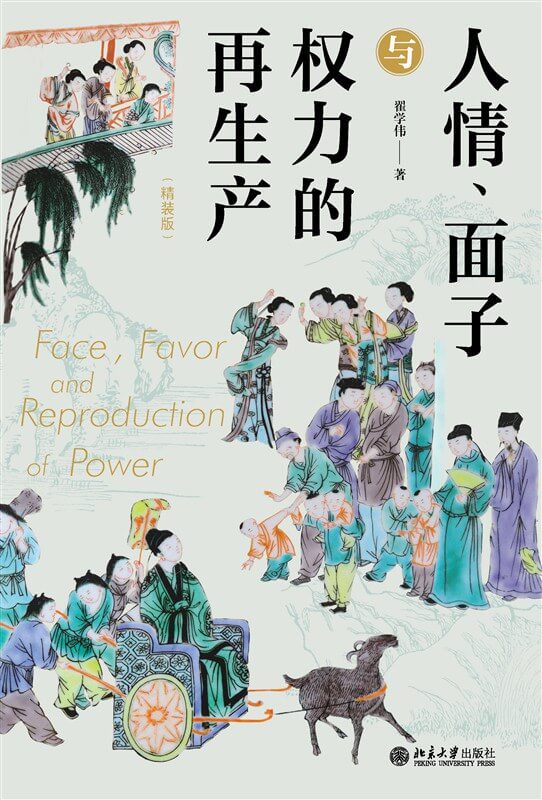 人情、面子
与
权力的
再生产
翟学伟——著
（精装版）
Face, Favor
and
Reproduction
of Power
北京大学出版社
PEKING UNIVERSITY PRESS